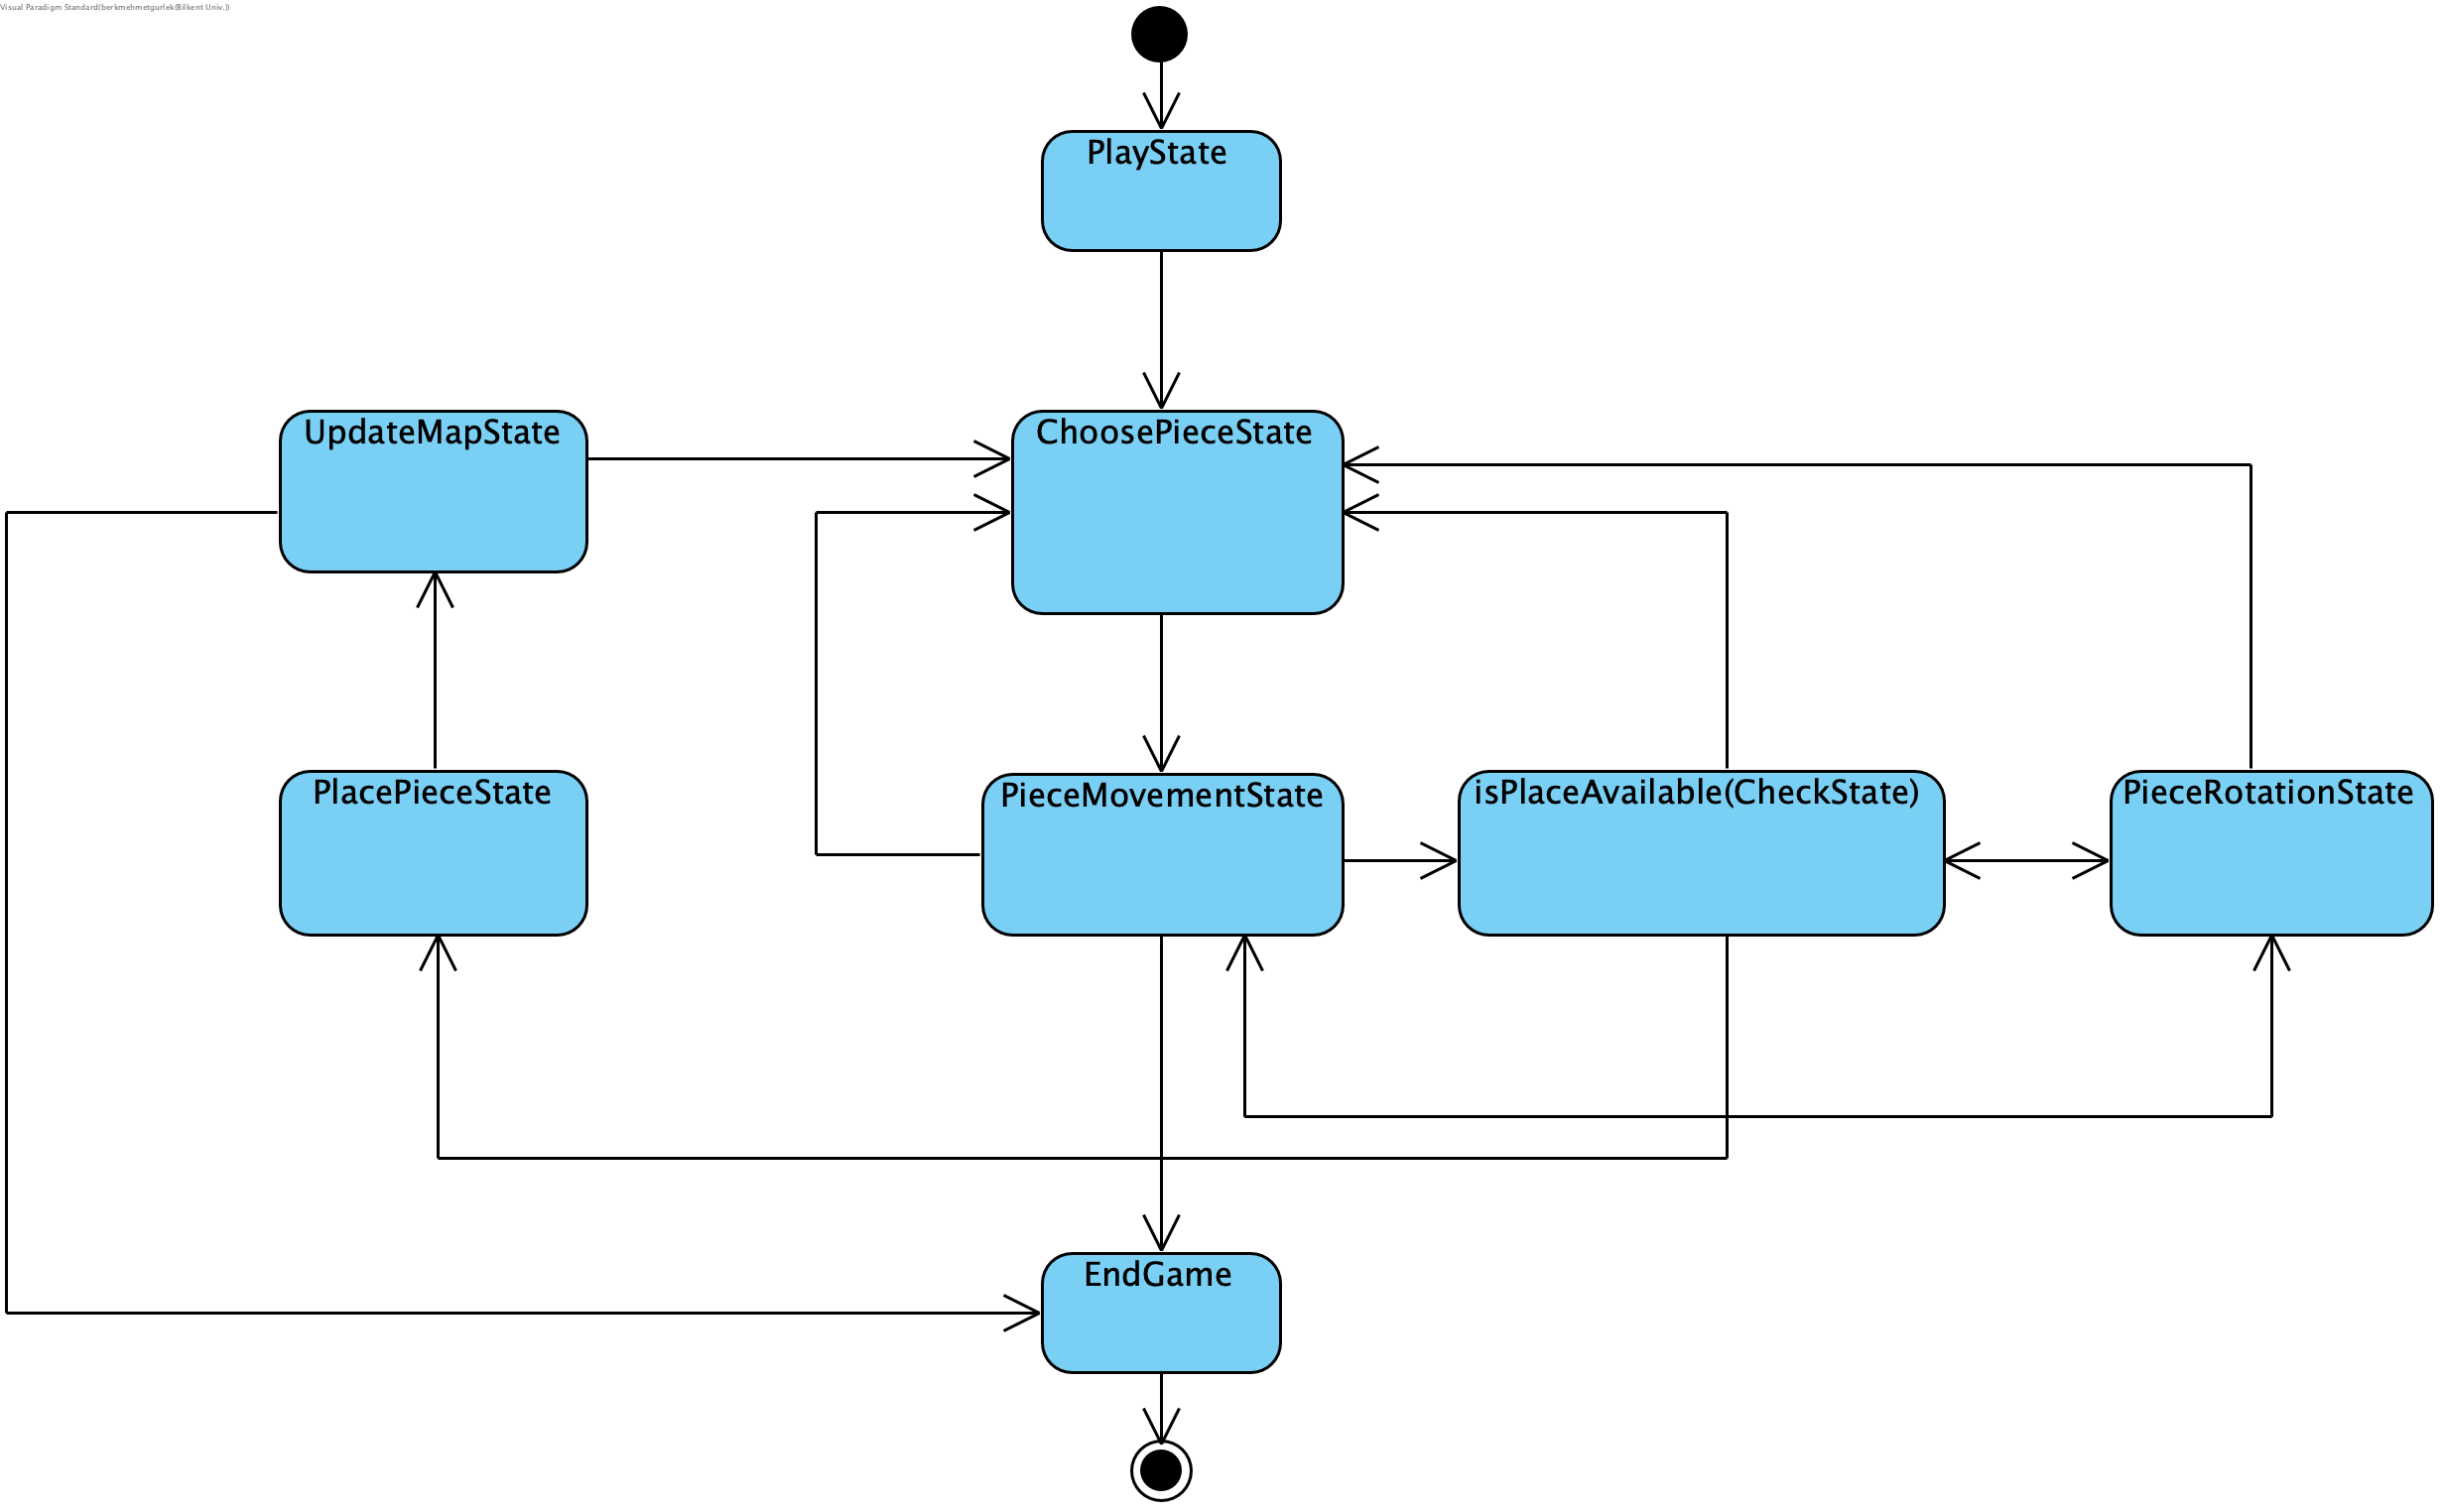 Visual Paradigm Standard(berkmehmetgurlek(Bilkent Univ.))
PlayState
UpdateMapState
ChoosePieceState
PlacePieceState
PieceMovementState
isPlaceAvailable(CheckState)
PieceRotationState
EndGame